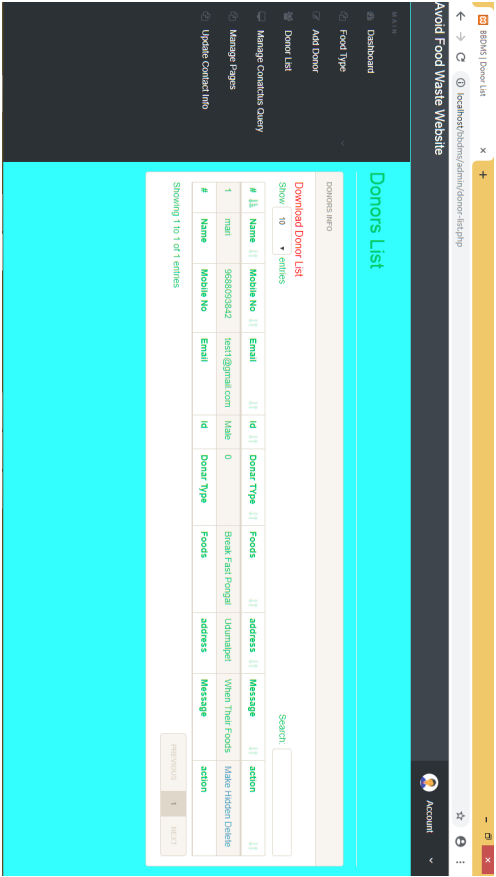 BBDMS | Donor List
localhost/bbdms/admin/donor-list.php
Avoid Food Waste Website
Account
MAIN
Dashboard
Food Type
Add Donor
Donor List
Manage Conatctus Query
Manage Pages
Update Contact Info
Donors List
DONORS INFO
Download Donor List
Show 10 entries
Search:
# Name Mobile No Email Id Donar TYpe Foods address Message action
1 mari 9688093842 test1@gmail.com Male 0 Break Fast Pongal Udumalpet When Their Foods Make Hidden Delete
# Name Mobile No Email Id Donar Type Foods address Message action
Showing 1 to 1 of 1 entries
PREVIOUS 1 NEXT